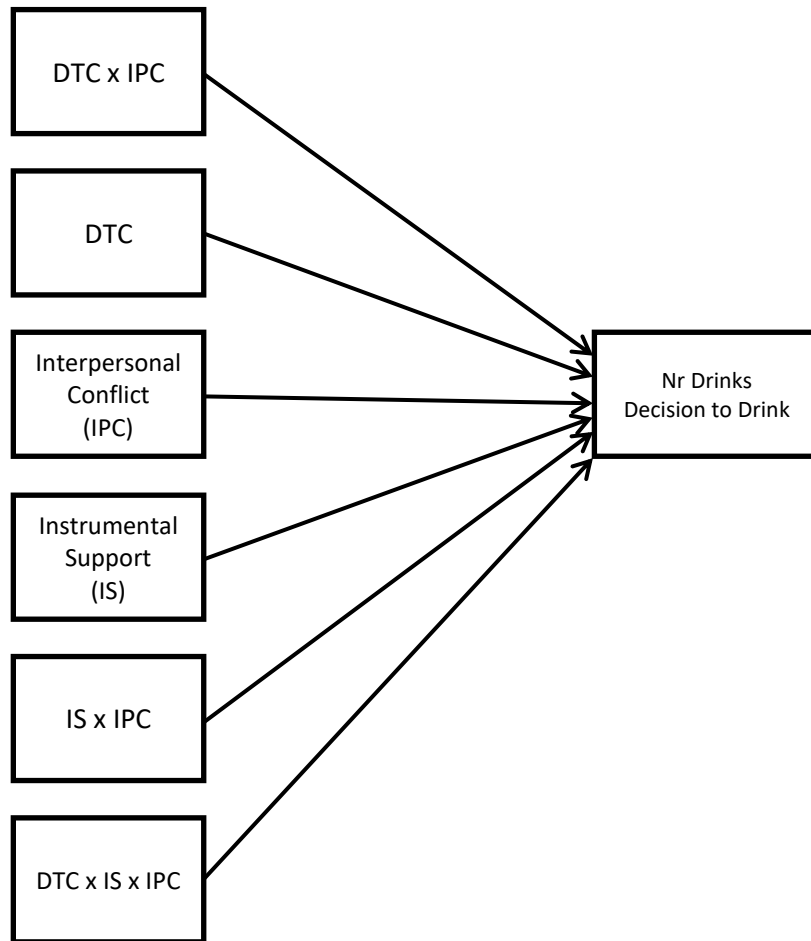 DTC x IPC
DTC
Interpersonal
Conflict
(IPC)
Instrumental
Support
(IS)
IS x IPC
DTC x IS x IPC
Nr Drinks
Decision to Drink